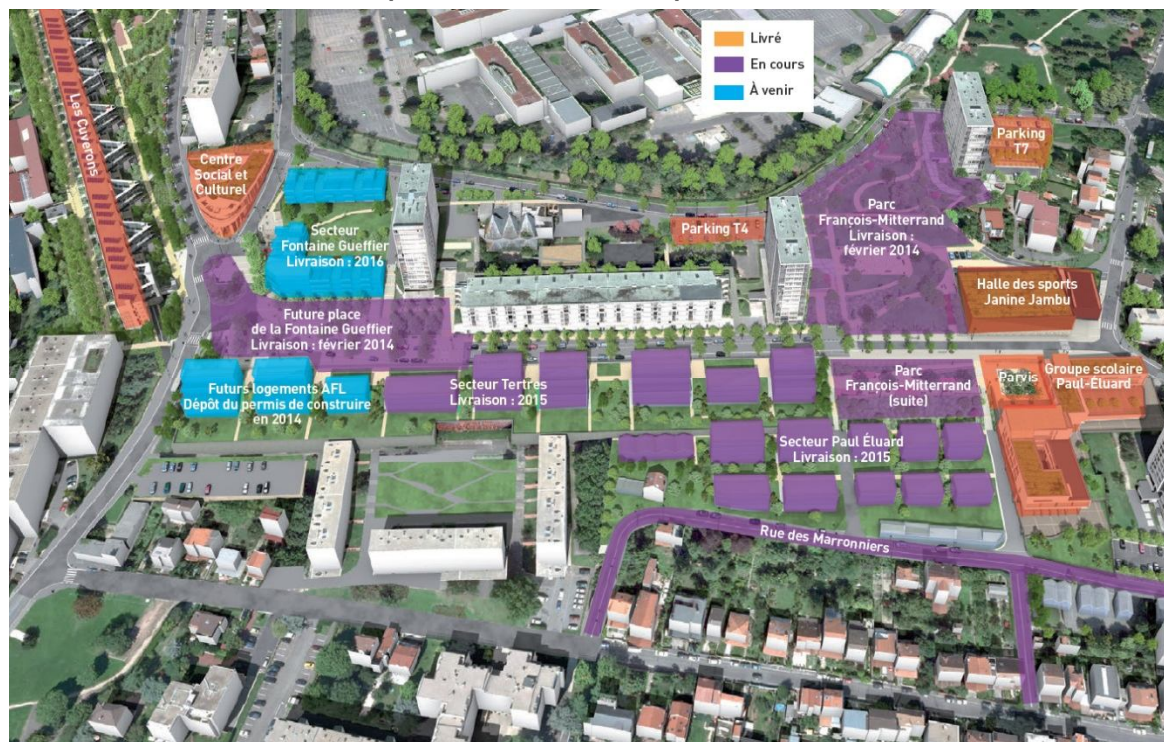 Livré
En cours
À venir
Les Cuverons
Centre
Social et
Culturel
Secteur
Fontaine Gueffier
Livraison : 2016
Parking T4
Parc
François-Mitterrand
Livraison :
février 2014
Parking
T7
Halle des sports
Janine Jambu
Future place
de la Fontaine Gueffier
Livraison : février 2014
Futurs logements AFL
Dépôt du permis de construire
en 2014
Secteur Tertres
Livraison : 2015
Parc
François-Mitterrand
(suite)
Parvis
Groupe scolaire
Paul-Éluard
Secteur Paul Éluard
Livraison : 2015
Rue des Marronniers